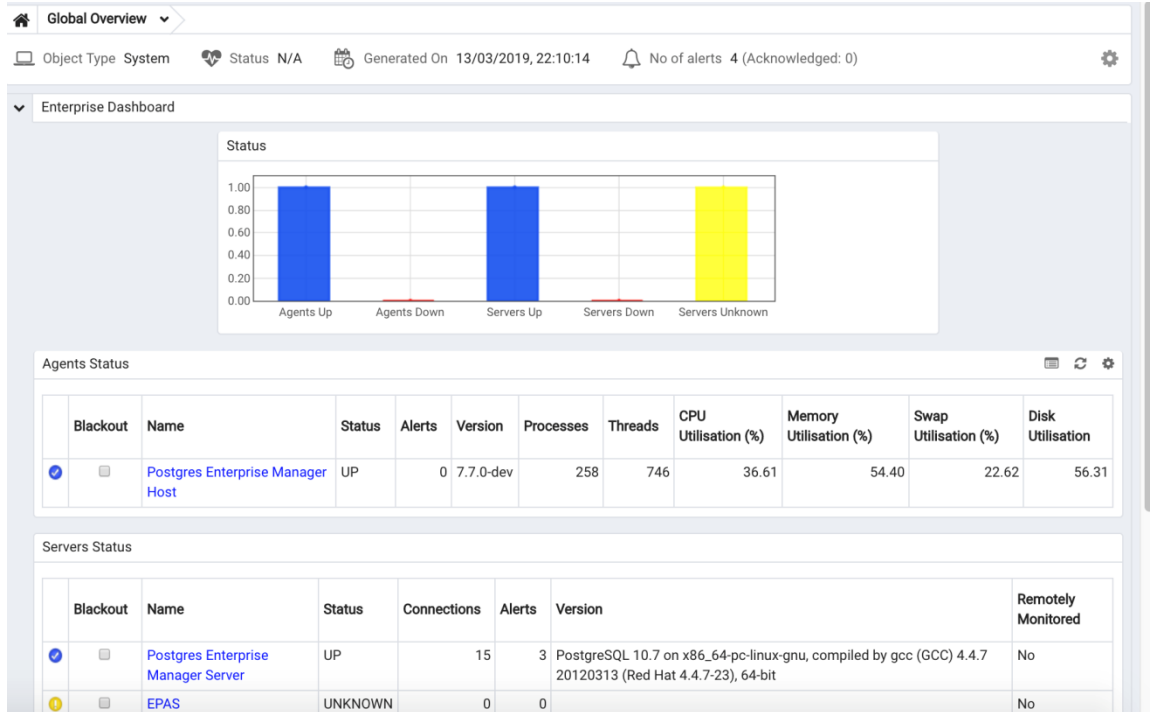 Global Overview
Object Type System Status N/A Generated On 13/03/2019, 22:10:14 No of alerts 4 (Acknowledged: 0)
Enterprise Dashboard
Status
1.00
0.80
0.60
0.40
0.20
0.00
Agents Up Agents Down Servers Up Servers Down Servers Unknown
Agents Status
Blackout Name Status Alerts Version Processes Threads CPU Utilisation (%) Memory Utilisation (%) Swap Utilisation (%) Disk Utilisation
Postgres Enterprise Manager Host UP 0 7.7.0-dev 258 746 36.61 54.40 22.62 56.31
Servers Status
Blackout Name Status Connections Alerts Version Remotely Monitored
Postgres Enterprise Manager Server UP 15 3 PostgreSQL 10.7 on x86_64-pc-linux-gnu, compiled by gcc (GCC) 4.4.7 20120313 (Red Hat 4.4.7-23), 64-bit No
EPAS UNKNOWN 0 0 No